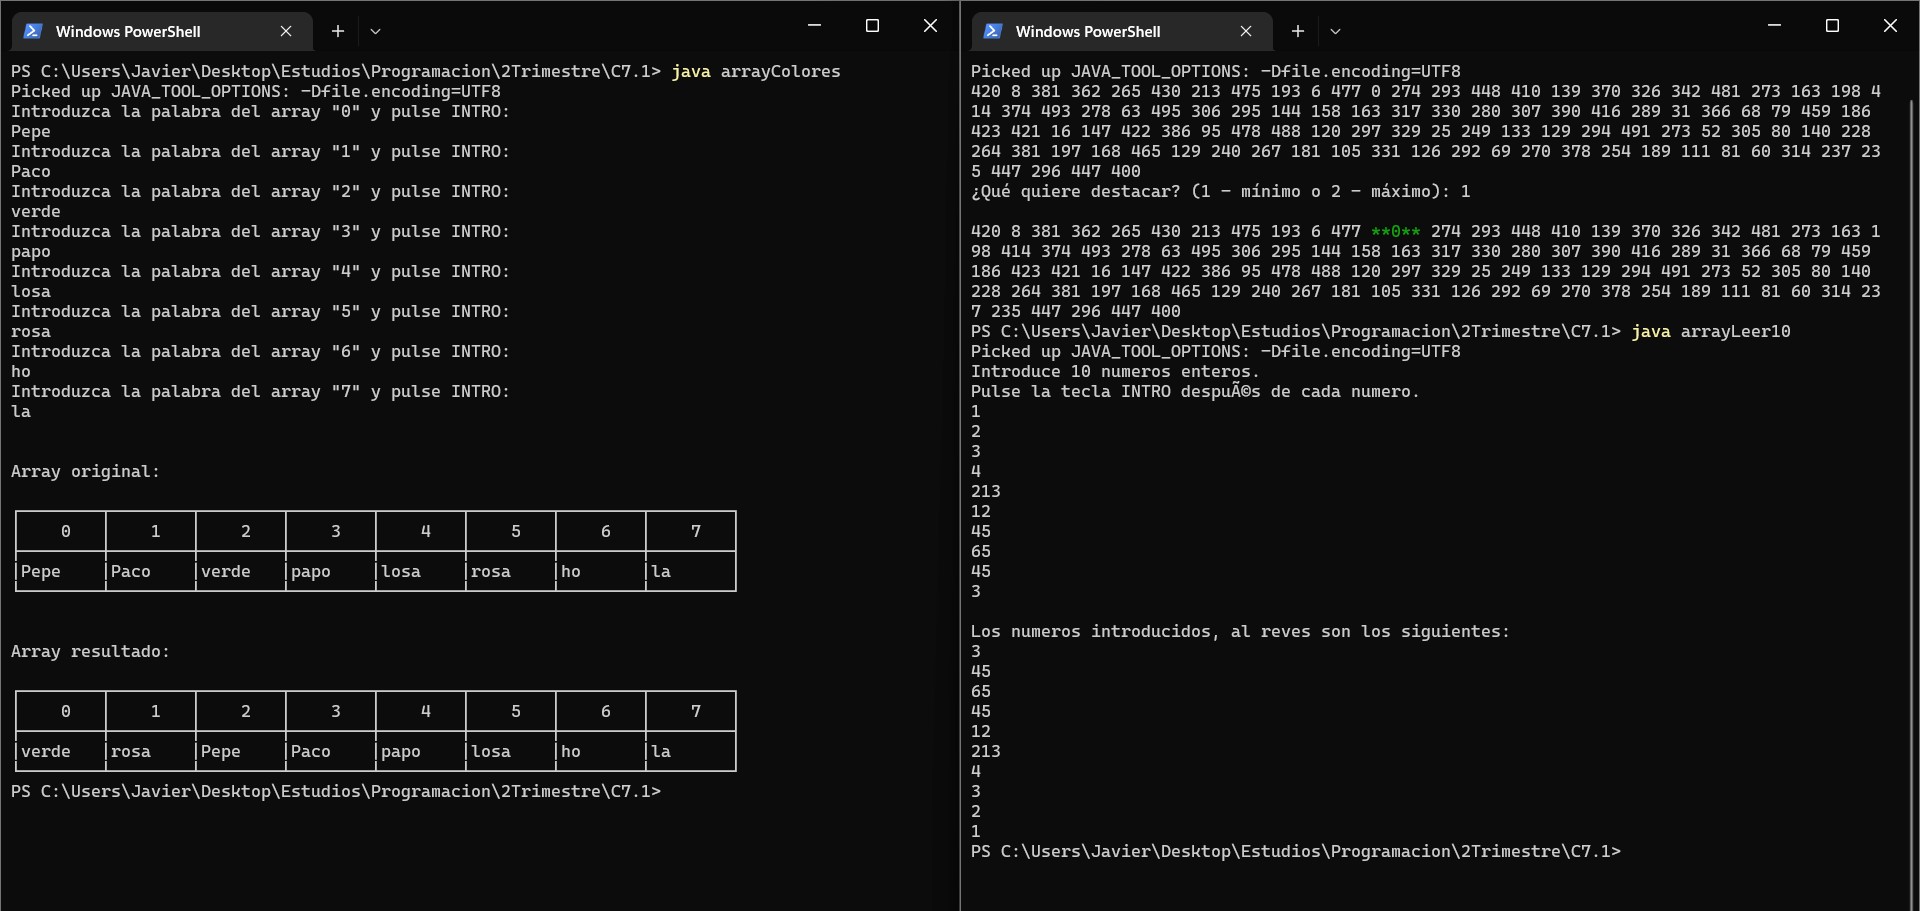 Windows PowerShell
PS C:\Users\Javier\Desktop\Estudios\Programacion\2Trimestre\C7.1> java arrayColores
Picked up JAVA_TOOL_OPTIONS: -Dfile.encoding=UTF8
Introduzca la palabra del array "0" y pulse INTRO:
Pepe
Introduzca la palabra del array "1" y pulse INTRO:
Paco
Introduzca la palabra del array "2" y pulse INTRO:
verde
Introduzca la palabra del array "3" y pulse INTRO:
papo
Introduzca la palabra del array "4" y pulse INTRO:
losa
Introduzca la palabra del array "5" y pulse INTRO:
rosa
Introduzca la palabra del array "6" y pulse INTRO:
ho
Introduzca la palabra del array "7" y pulse INTRO:
la
Array original:
0 1 2 3 4 5 6 7
Pepe Paco verde papo losa rosa ho la
Array resultado:
0 1 2 3 4 5 6 7
verde rosa Pepe Paco papo losa ho la
PS C:\Users\Javier\Desktop\Estudios\Programacion\2Trimestre\C7.1>
Windows PowerShell
Picked up JAVA_TOOL_OPTIONS: -Dfile.encoding=UTF8
420 8 381 362 265 430 213 475 193 6 477 0 274 293 448 410 139 370 326 342 481 273 163 198 4
14 374 493 278 63 495 306 295 144 158 163 317 330 280 307 390 416 289 31 366 68 79 459 186
423 421 16 147 422 386 95 478 488 120 297 329 25 249 133 129 294 491 273 52 305 80 140 228
264 381 197 168 465 129 240 267 181 105 331 126 292 69 270 378 254 189 111 81 60 314 237 23
5 447 296 447 400
¿Qué quiere destacar? (1 - mínimo o 2 - máximo): 1
420 8 381 362 265 430 213 475 193 6 477 **0** 274 293 448 410 139 370 326 342 481 273 163 1
98 414 374 493 278 63 495 306 295 144 158 163 317 330 280 307 390 416 289 31 366 68 79 459
186 423 421 16 147 422 386 95 478 488 120 297 329 25 249 133 129 294 491 273 52 305 80 140
228 264 381 197 168 465 129 240 267 181 105 331 126 292 69 270 378 254 189 111 81 60 314 23
7 235 447 296 447 400
PS C:\Users\Javier\Desktop\Estudios\Programacion\2Trimestre\C7.1> java arrayLeer10
Picked up JAVA_TOOL_OPTIONS: -Dfile.encoding=UTF8
Introduce 10 numeros enteros.
Pulse la tecla INTRO despuÃ©s de cada numero.
1
2
3
4
213
12
45
65
45
3
Los numeros introducidos, al reves son los siguientes:
3
45
65
45
12
213
4
3
2
1
PS C:\Users\Javier\Desktop\Estudios\Programacion\2Trimestre\C7.1>